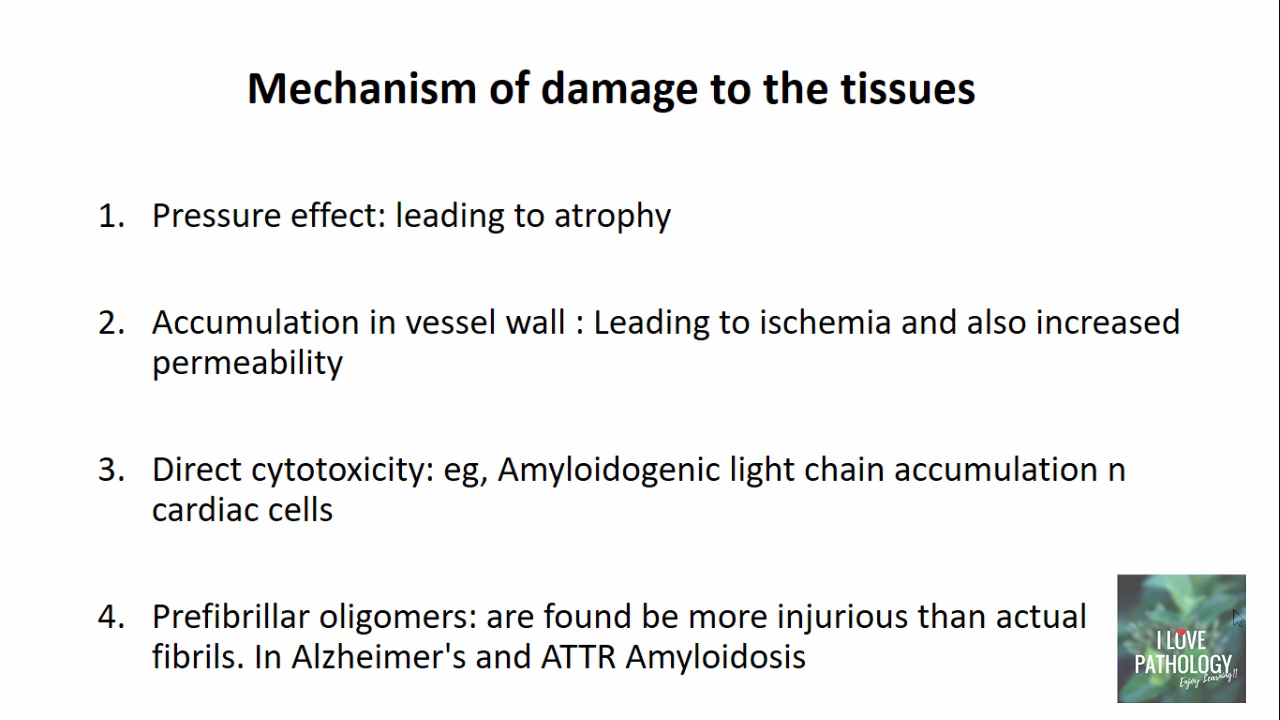 Mechanism of damage to the tissues
1. Pressure effect: leading to atrophy
2. Accumulation in vessel wall : Leading to ischemia and also increased
permeability
3. Direct cytotoxicity: eg, Amyloidogenic light chain accumulation n
cardiac cells
4. Prefibrillar oligomers: are found be more injurious than actual
fibrils. In Alzheimer's and ATTR Amyloidosis
I LOVE
PATHOLOGY
Enjoy Learning!!